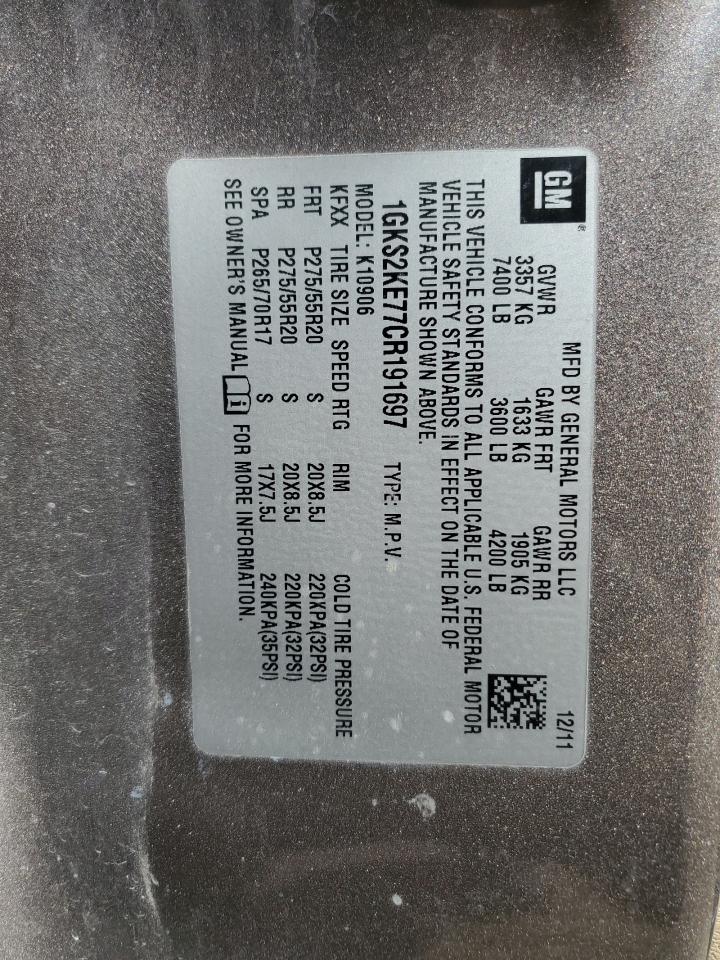 GM ®
MFD BY GENERAL MOTORS LLC 12/11
GVWR GAWR FRT GAWR RR
3357 KG 1633 KG 1905 KG
7400 LB 3600 LB 4200 LB
THIS VEHICLE CONFORMS TO ALL APPLICABLE U.S. FEDERAL MOTOR
VEHICLE SAFETY STANDARDS IN EFFECT ON THE DATE OF
MANUFACTURE SHOWN ABOVE.
1GKS2KE77CR191697 TYPE: M.P.V.
MODEL: K10906
KFXX TIRE SIZE SPEED RTG RIM COLD TIRE PRESSURE
FRT P275/55R20 S 20X8.5J 220KPA(32PSI)
RR P275/55R20 S 20X8.5J 220KPA(32PSI)
SPA P265/70R17 S 17X7.5J 240KPA(35PSI)
SEE OWNER'S MANUAL FOR MORE INFORMATION.